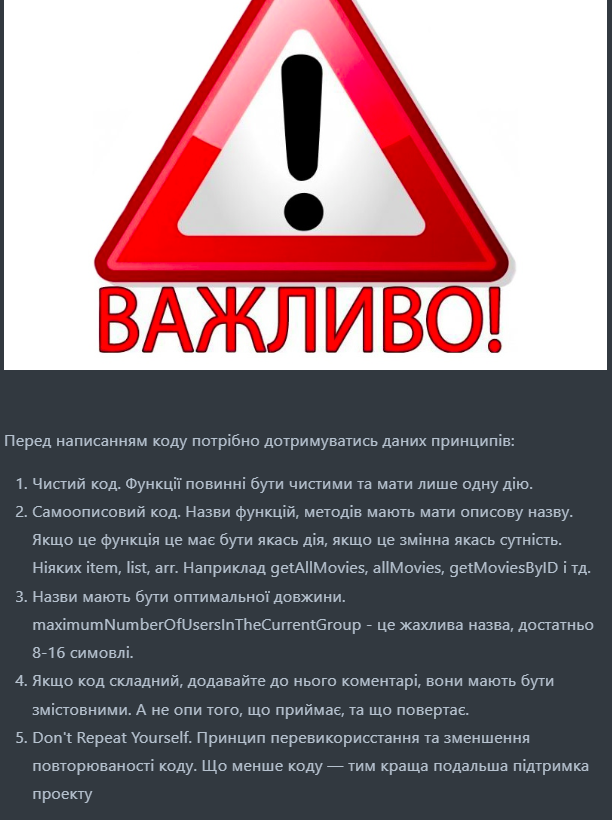 ВАЖЛИВО!
Перед написанням коду потрібно дотримуватись даних принципів:
1. Чистий код. Функції повинні бути чистими та мати лише одну дію.
2. Самоописовий код. Назви функцій, методів мають мати описову назву.
Якщо це функція це має бути якась дія, якщо це змінна якась сутність.
Ніяких item, list, arr. Наприклад getAllMovies, allMovies, getMoviesByID і тд.
3. Назви мають бути оптимальної довжини.
maximumNumberOfUsersInTheCurrentGroup - це жахлива назва, достатньо
8-16 симовлі.
4. Якщо код складний, додавайте до нього коментарі, вони мають бути
змістовними. А не опи того, що приймає, та що повертає.
5. Don't Repeat Yourself. Принцип перевикорисстання та зменшення
повторюваності коду. Що менше коду — тим краща подальша підтримка
проекту